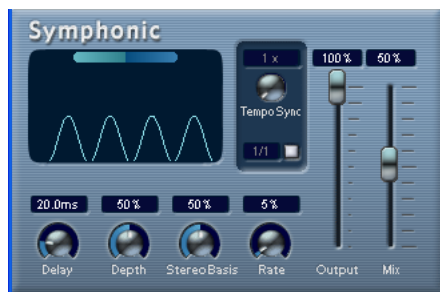 Symphonic
1 x
100 %
50 %
Tempo Sync
1/1
20.0ms
50 %
50 %
5 %
Delay
Depth
Stereo Basis
Rate
Output
Mix